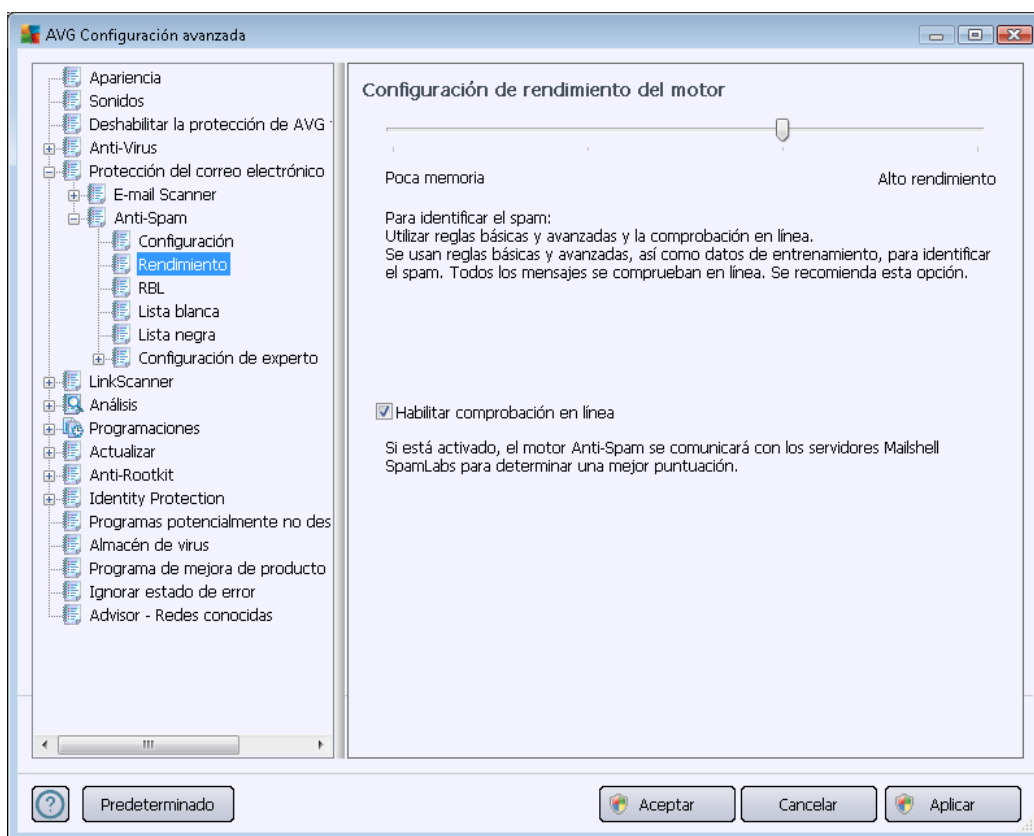 AVG Configuración avanzada
Apariencia
Sonidos
Deshabilitar la protección de AVG
Anti-Virus
Protección del correo electrónico
E-mail Scanner
Anti-Spam
Configuración
Rendimiento
RBL
Lista blanca
Lista negra
Configuración de experto
LinkScanner
Análisis
Programaciones
Actualizar
Anti-Rootkit
Identity Protection
Programas potencialmente no des
Almacén de virus
Programa de mejora de producto
Ignorar estado de error
Advisor - Redes conocidas
Configuración de rendimiento del motor
Poca memoria
Alto rendimiento
Para identificar el spam:
Utilizar reglas básicas y avanzadas y la comprobación en línea.
Se usan reglas básicas y avanzadas, así como datos de entrenamiento, para identificar
el spam. Todos los mensajes se comprueban en línea. Se recomienda esta opción.
Habilitar comprobación en línea
Si está activado, el motor Anti-Spam se comunicará con los servidores Mailshell
SpamLabs para determinar una mejor puntuación.
Predeterminado
Aceptar
Cancelar
Aplicar